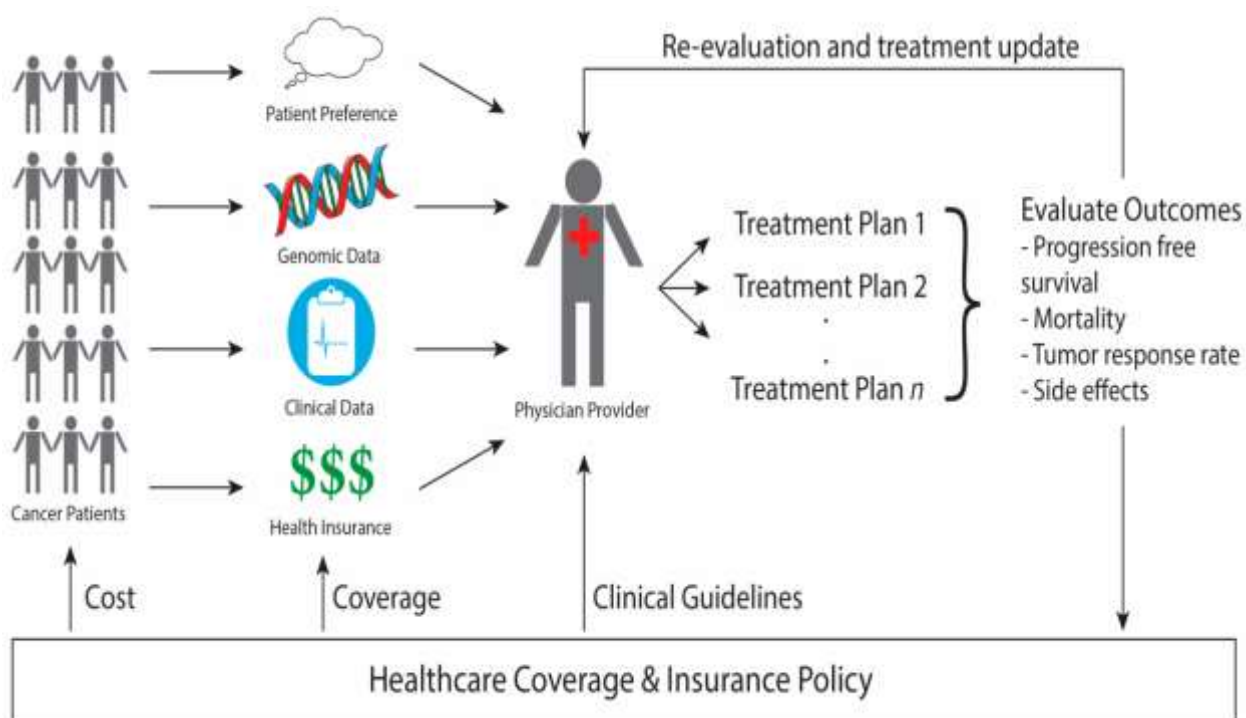 Re-evaluation and treatment update
Patient Preference
Genomic Data
Clinical Data
$$$
Health Insurance
Cancer Patients
Physician Provider
Treatment Plan 1
Treatment Plan 2
.
.
Treatment Plan n
Evaluate Outcomes
- Progression free
survival
- Mortality
- Tumor response rate
- Side effects
Cost
Coverage
Clinical Guidelines
Healthcare Coverage & Insurance Policy